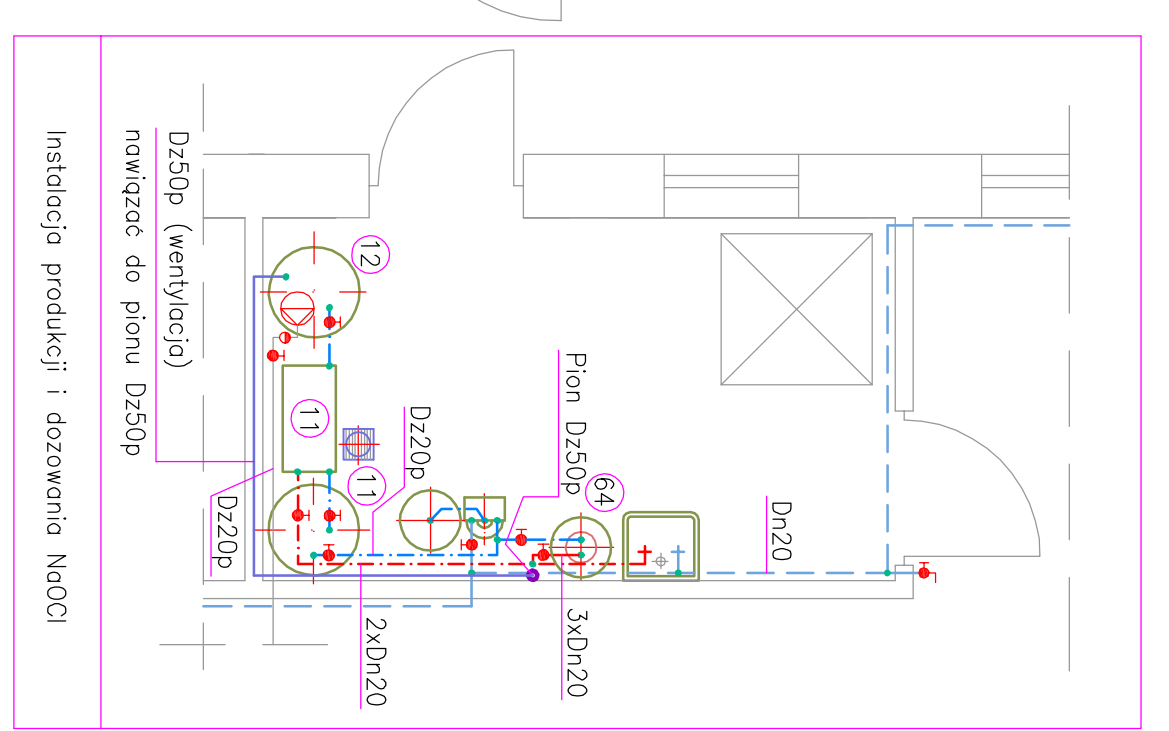 Dn20
64
Pion Dz50p
3xDn20
Dz20p
12
11
2xDn20
11
Dz20p
Dz50p (wentylacja)
nawiązać do pionu Dz50p
Instalacja produkcji i dozowania NaOCl